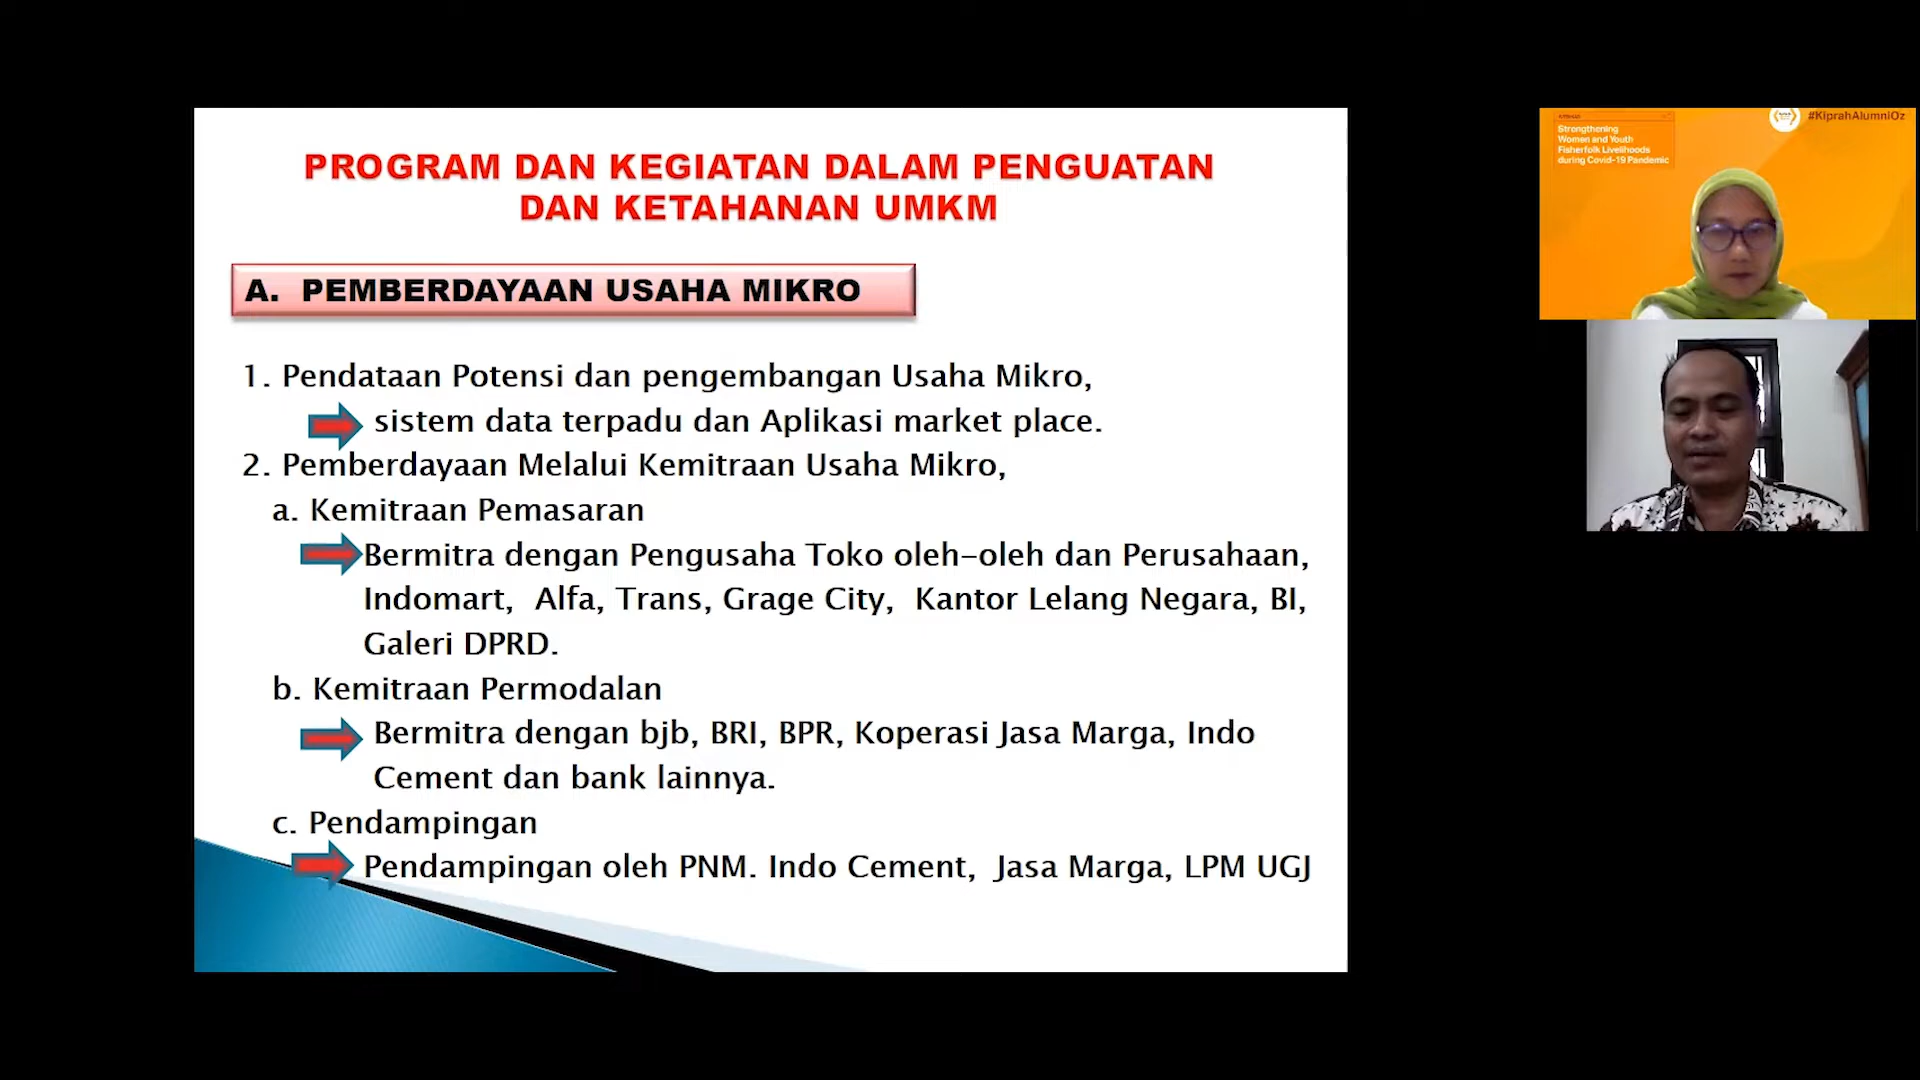 PROGRAM DAN KEGIATAN DALAM PENGUATAN
DAN KETAHANAN UMKM
A. PEMBERDAYAAN USAHA MIKRO
1. Pendataan Potensi dan pengembangan Usaha Mikro,
sistem data terpadu dan Aplikasi market place.
2. Pemberdayaan Melalui Kemitraan Usaha Mikro,
a. Kemitraan Pemasaran
Bermitra dengan Pengusaha Toko oleh-oleh dan Perusahaan,
Indomart, Alfa, Trans, Grage City, Kantor Lelang Negara, BI,
Galeri DPRD.
b. Kemitraan Permodalan
Bermitra dengan bjb, BRI, BPR, Koperasi Jasa Marga, Indo
Cement dan bank lainnya.
c. Pendampingan
Pendampingan oleh PNM. Indo Cement, Jasa Marga, LPM UGJ
#KiprahAlumniOz
Strengthening
Women and Youth
Fisherfolk Livelihoods
during Covid-19 Pandemic